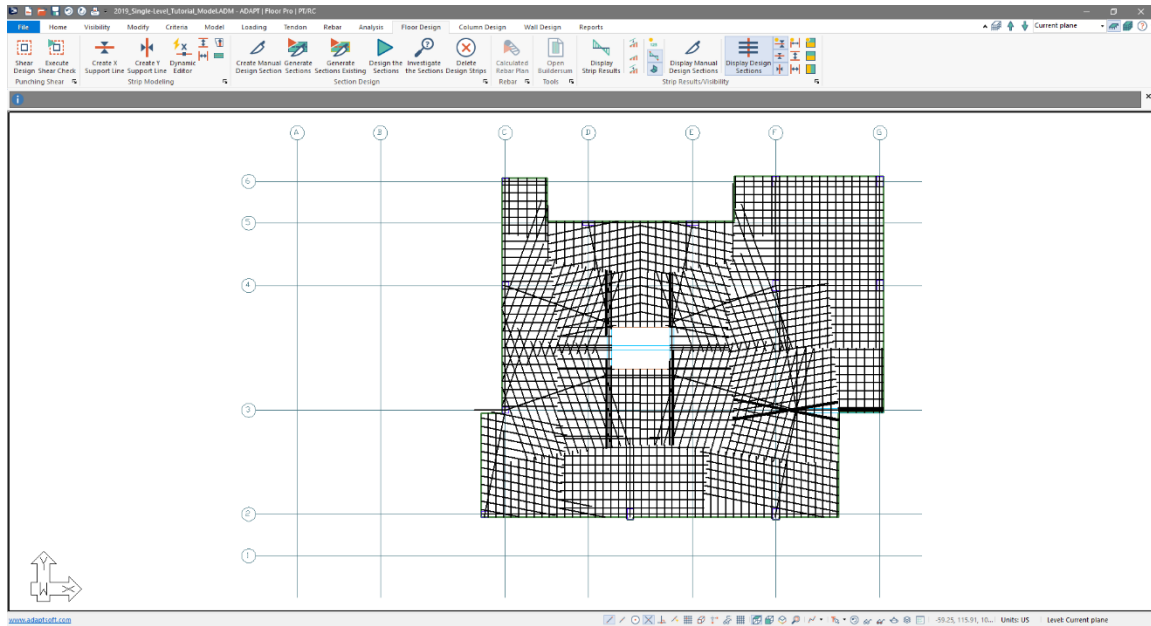 2019_Single-Level_Tutorial_Model.ADM - ADAPT | Floor Pro | PT/RC
File Home Visibility Modify Criteria Model Loading Tendon Rebar Analysis Floor Design Column Design Wall Design Reports Current plane
Shear Execute Create X Create Y Dynamic Create Manual Generate Generate Design the Investigate Delete Calculated Open Display Display Manual Display Design
Design Shear Check Support Line Support Line Editor Design Section Sections Sections Existing Sections the Sections Design Strips Rebar Plan Buildersum Strip Results Design Sections Sections
Punching Shear Strip Modeling Section Design Rebar Tools Strip Results/Visibility
A B C D E F G
6
5
4
3
2
1
Y
W X
www.adaptsoft.com -59.25, 115.91, 10... Units: US Level: Current plane